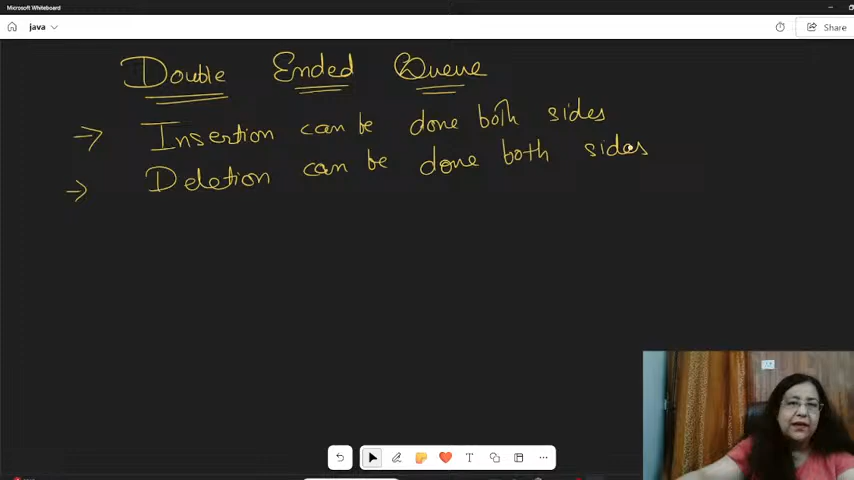 Microsoft Whiteboard
java
Share
Double Ended Queue
→ Insertion can be done both sides
→ Deletion can be done both sides
T